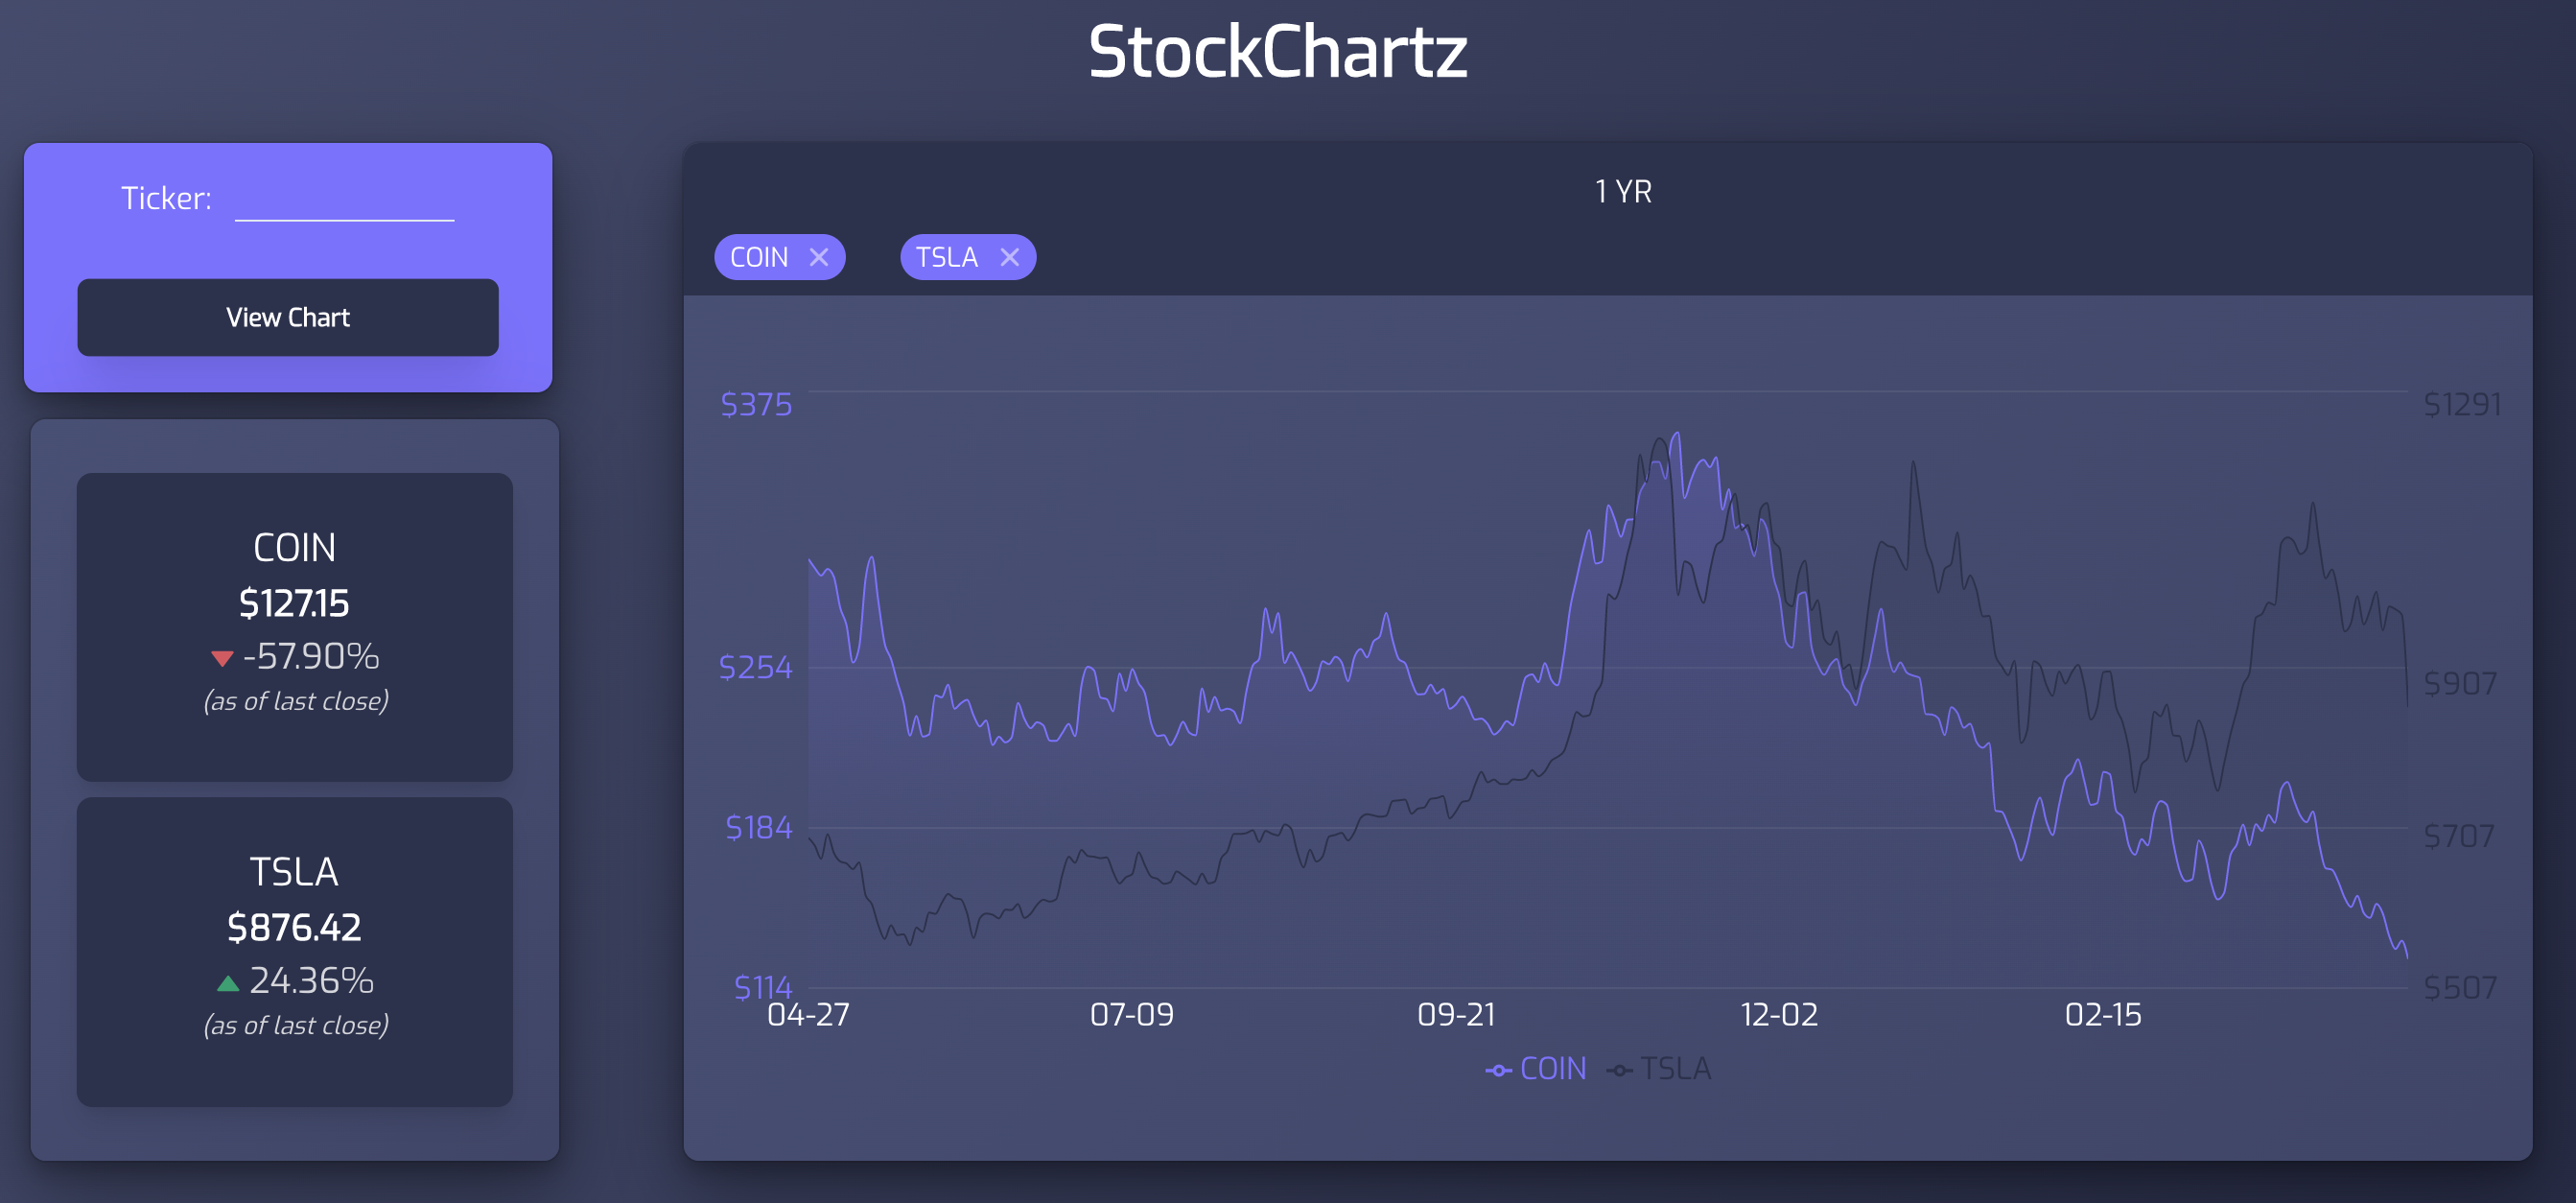 StockChartz
Ticker:
View Chart
COIN
$127.15
-57.90%
(as of last close)
TSLA
$876.42
24.36%
(as of last close)
1 YR
COIN
TSLA
$375
$254
$184
$114
$1291
$907
$707
$507
04-27 07-09 09-21 12-02 02-15
COIN TSLA